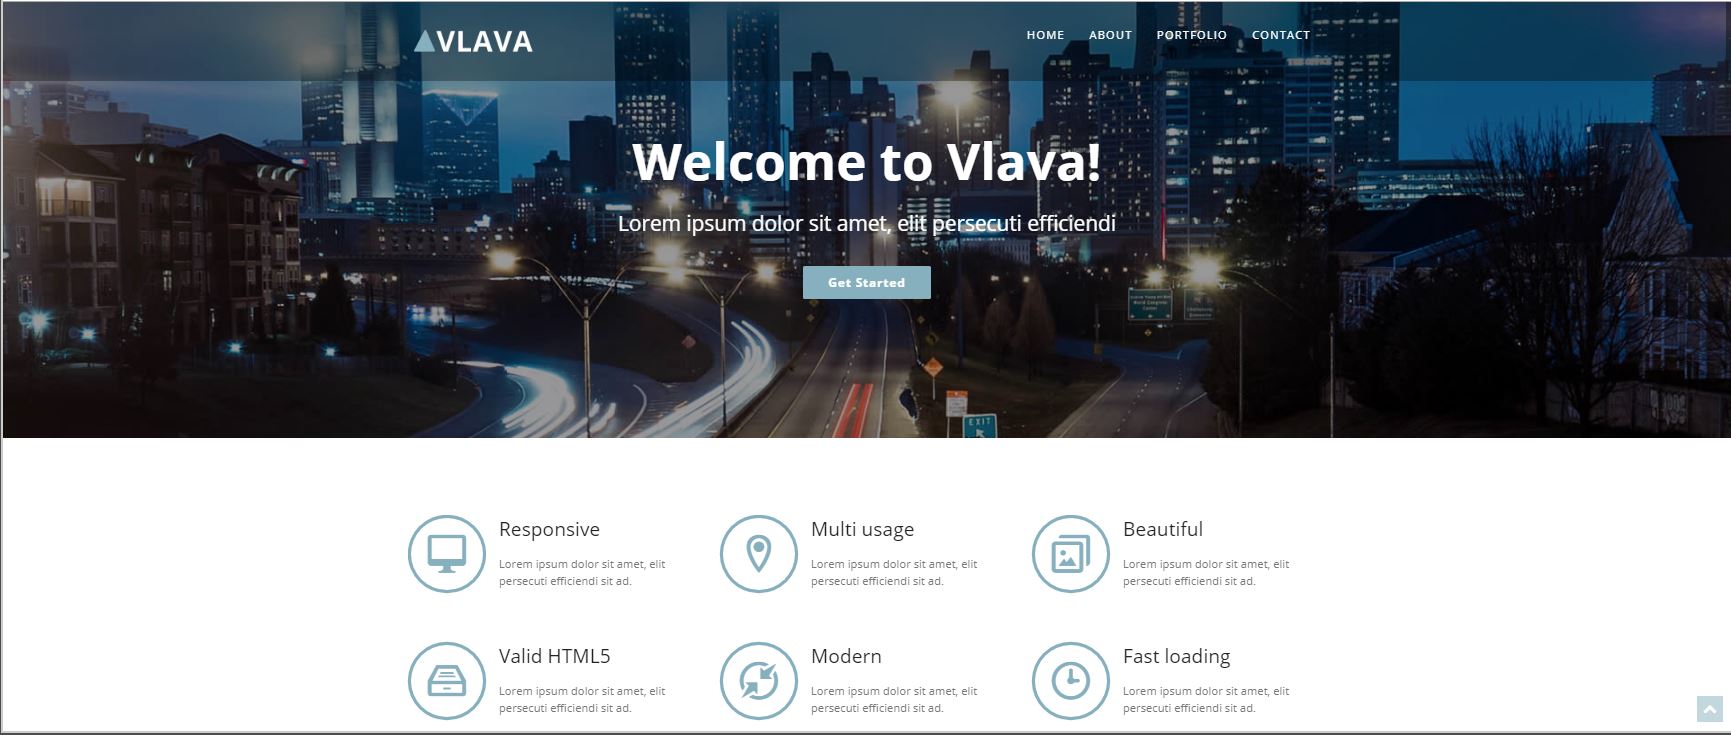 VLAVA
HOME ABOUT PORTFOLIO CONTACT
Welcome to Vlava!
Lorem ipsum dolor sit amet, elit persecuti efficiendi
Get Started
World Congress
Center
EXIT
Responsive
Lorem ipsum dolor sit amet, elit
persecuti efficiendi sit ad.
Multi usage
Lorem ipsum dolor sit amet, elit
persecuti efficiendi sit ad.
Beautiful
Lorem ipsum dolor sit amet, elit
persecuti efficiendi sit ad.
Valid HTML5
Lorem ipsum dolor sit amet, elit
persecuti efficiendi sit ad.
Modern
Lorem ipsum dolor sit amet, elit
persecuti efficiendi sit ad.
Fast loading
Lorem ipsum dolor sit amet, elit
persecuti efficiendi sit ad.